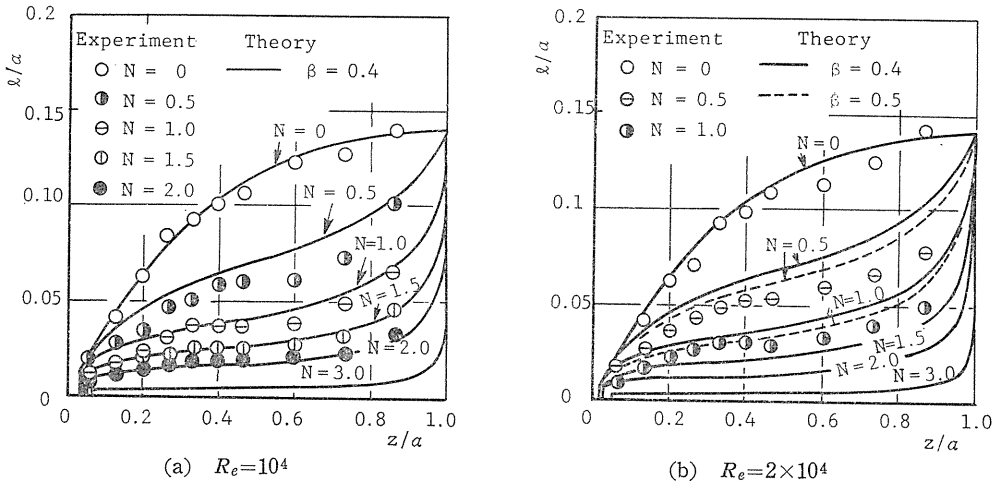 0.2
Experiment Theory
N = 0 β = 0.4
N = 0.5
0.15
N = 1.0
N = 1.5
N = 2.0
N=0
N = 0.5
0.10
N=1.0
N=1.5
0.05
N=2.0
N=3.0
0
0 0.2 0.4 0.6 0.8 1.0
ℓ/a
z/a
(a) Re=10⁴
0.2
Experiment Theory
N = 0 β = 0.4
N = 0.5 β = 0.5
N = 1.0
0.15
N=0
0.1
N=0.5
0.05
N=1.0
N=1.5
N=2.0
N=3.0
0
0 0.2 0.4 0.6 0.8 1.0
ℓ/a
z/a
(b) Re=2×10⁴